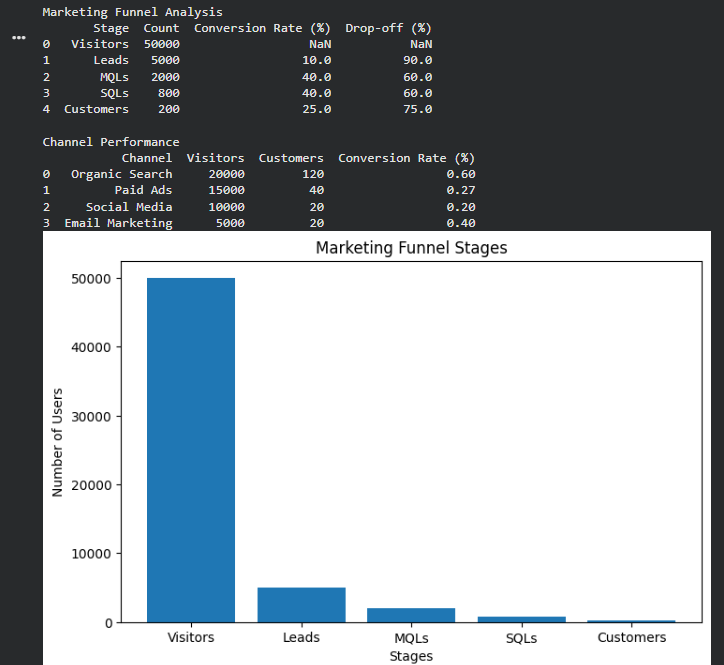 Marketing Funnel Analysis
Stage Count Conversion Rate (%) Drop-off (%)
0 Visitors 50000 NaN NaN
1 Leads 5000 10.0 90.0
2 MQLs 2000 40.0 60.0
3 SQLs 800 40.0 60.0
4 Customers 200 25.0 75.0
Channel Performance
Channel Visitors Customers Conversion Rate (%)
0 Organic Search 20000 120 0.60
1 Paid Ads 15000 40 0.27
2 Social Media 10000 20 0.20
3 Email Marketing 5000 20 0.40
Marketing Funnel Stages
50000
40000
30000
20000
10000
0
Number of Users
Visitors Leads MQLs SQLs Customers
Stages